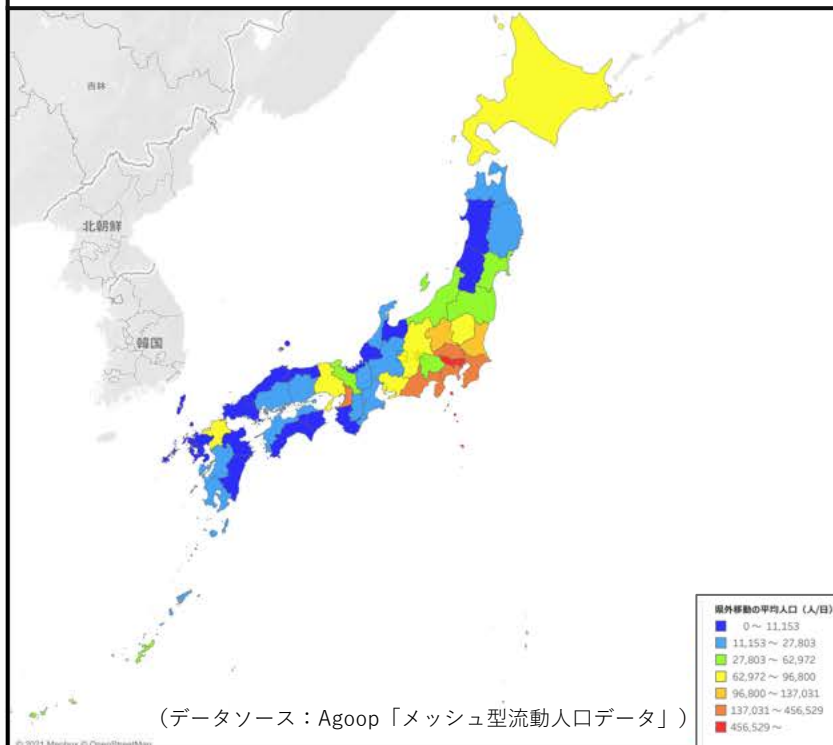 吉林
北朝鮮
韓国
県外移動の平均人口（人/日）
0 ～ 11,153
11,153 ～ 27,803
27,803 ～ 62,972
62,972 ～ 96,800
96,800 ～ 137,031
137,031 ～ 456,529
456,529 ～
（データソース：Agoop「メッシュ型流動人口データ」）
© 2021 Mapbox © OpenStreetMap